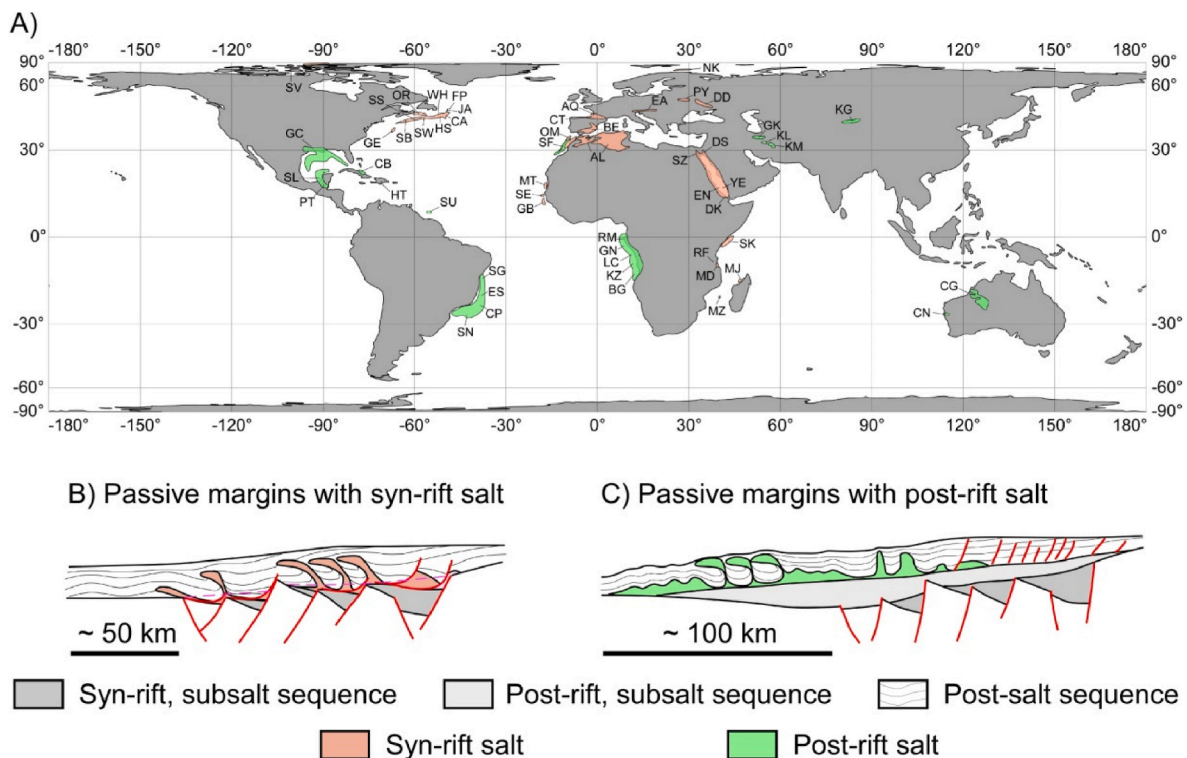 A)
-180° -150° -120° -90° -60° -30° 0° 30° 60° 90° 120° 150° 180°
90° 90°
60° 60°
30° 30°
0° 0°
-30° -30°
-60° -60°
-90° -90°
NK
SV OR WH FP
SS JA
CA
GE SB SW HS
AQ EA PY DD
CT BE
OM
SF AL
KG
GK
KL
KM
GC
SL CB
PT HT
SU
DS
SZ
MT YE
SE EN
GB DK
RM
GN
LC
KZ
BG
SK
RF
MD MJ
MZ
SG
ES
CP
SN
CG
CN
-180° -150° -120° -90° -60° -30° 0° 30° 60° 90° 120° 150° 180°
B) Passive margins with syn-rift salt
C) Passive margins with post-rift salt
~ 50 km
~ 100 km
Syn-rift, subsalt sequence
Post-rift, subsalt sequence
Post-salt sequence
Syn-rift salt
Post-rift salt